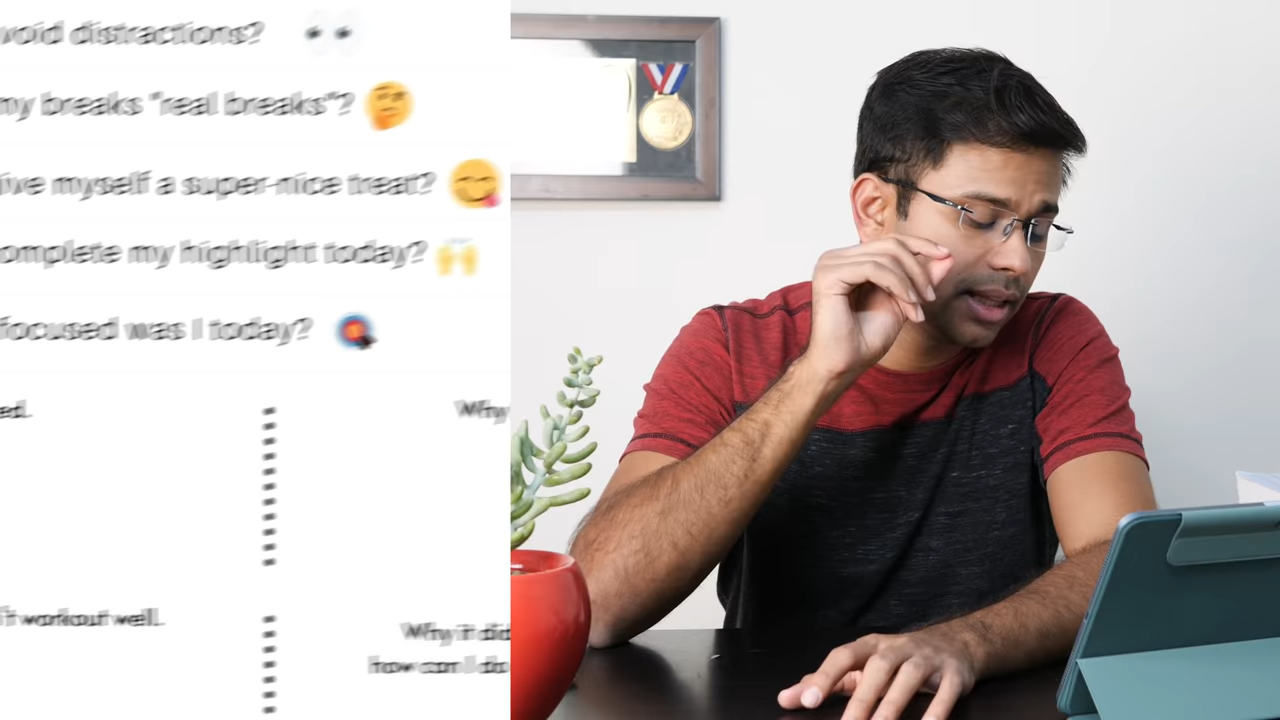 void distractions? 👀
my breaks "real breaks"? 🤔
ive myself a super-nice treat? 😋
omplete my highlight today? 🙌
focused was I today? 🎯
ed.
Why
't workout well.
Why it did
how can I do